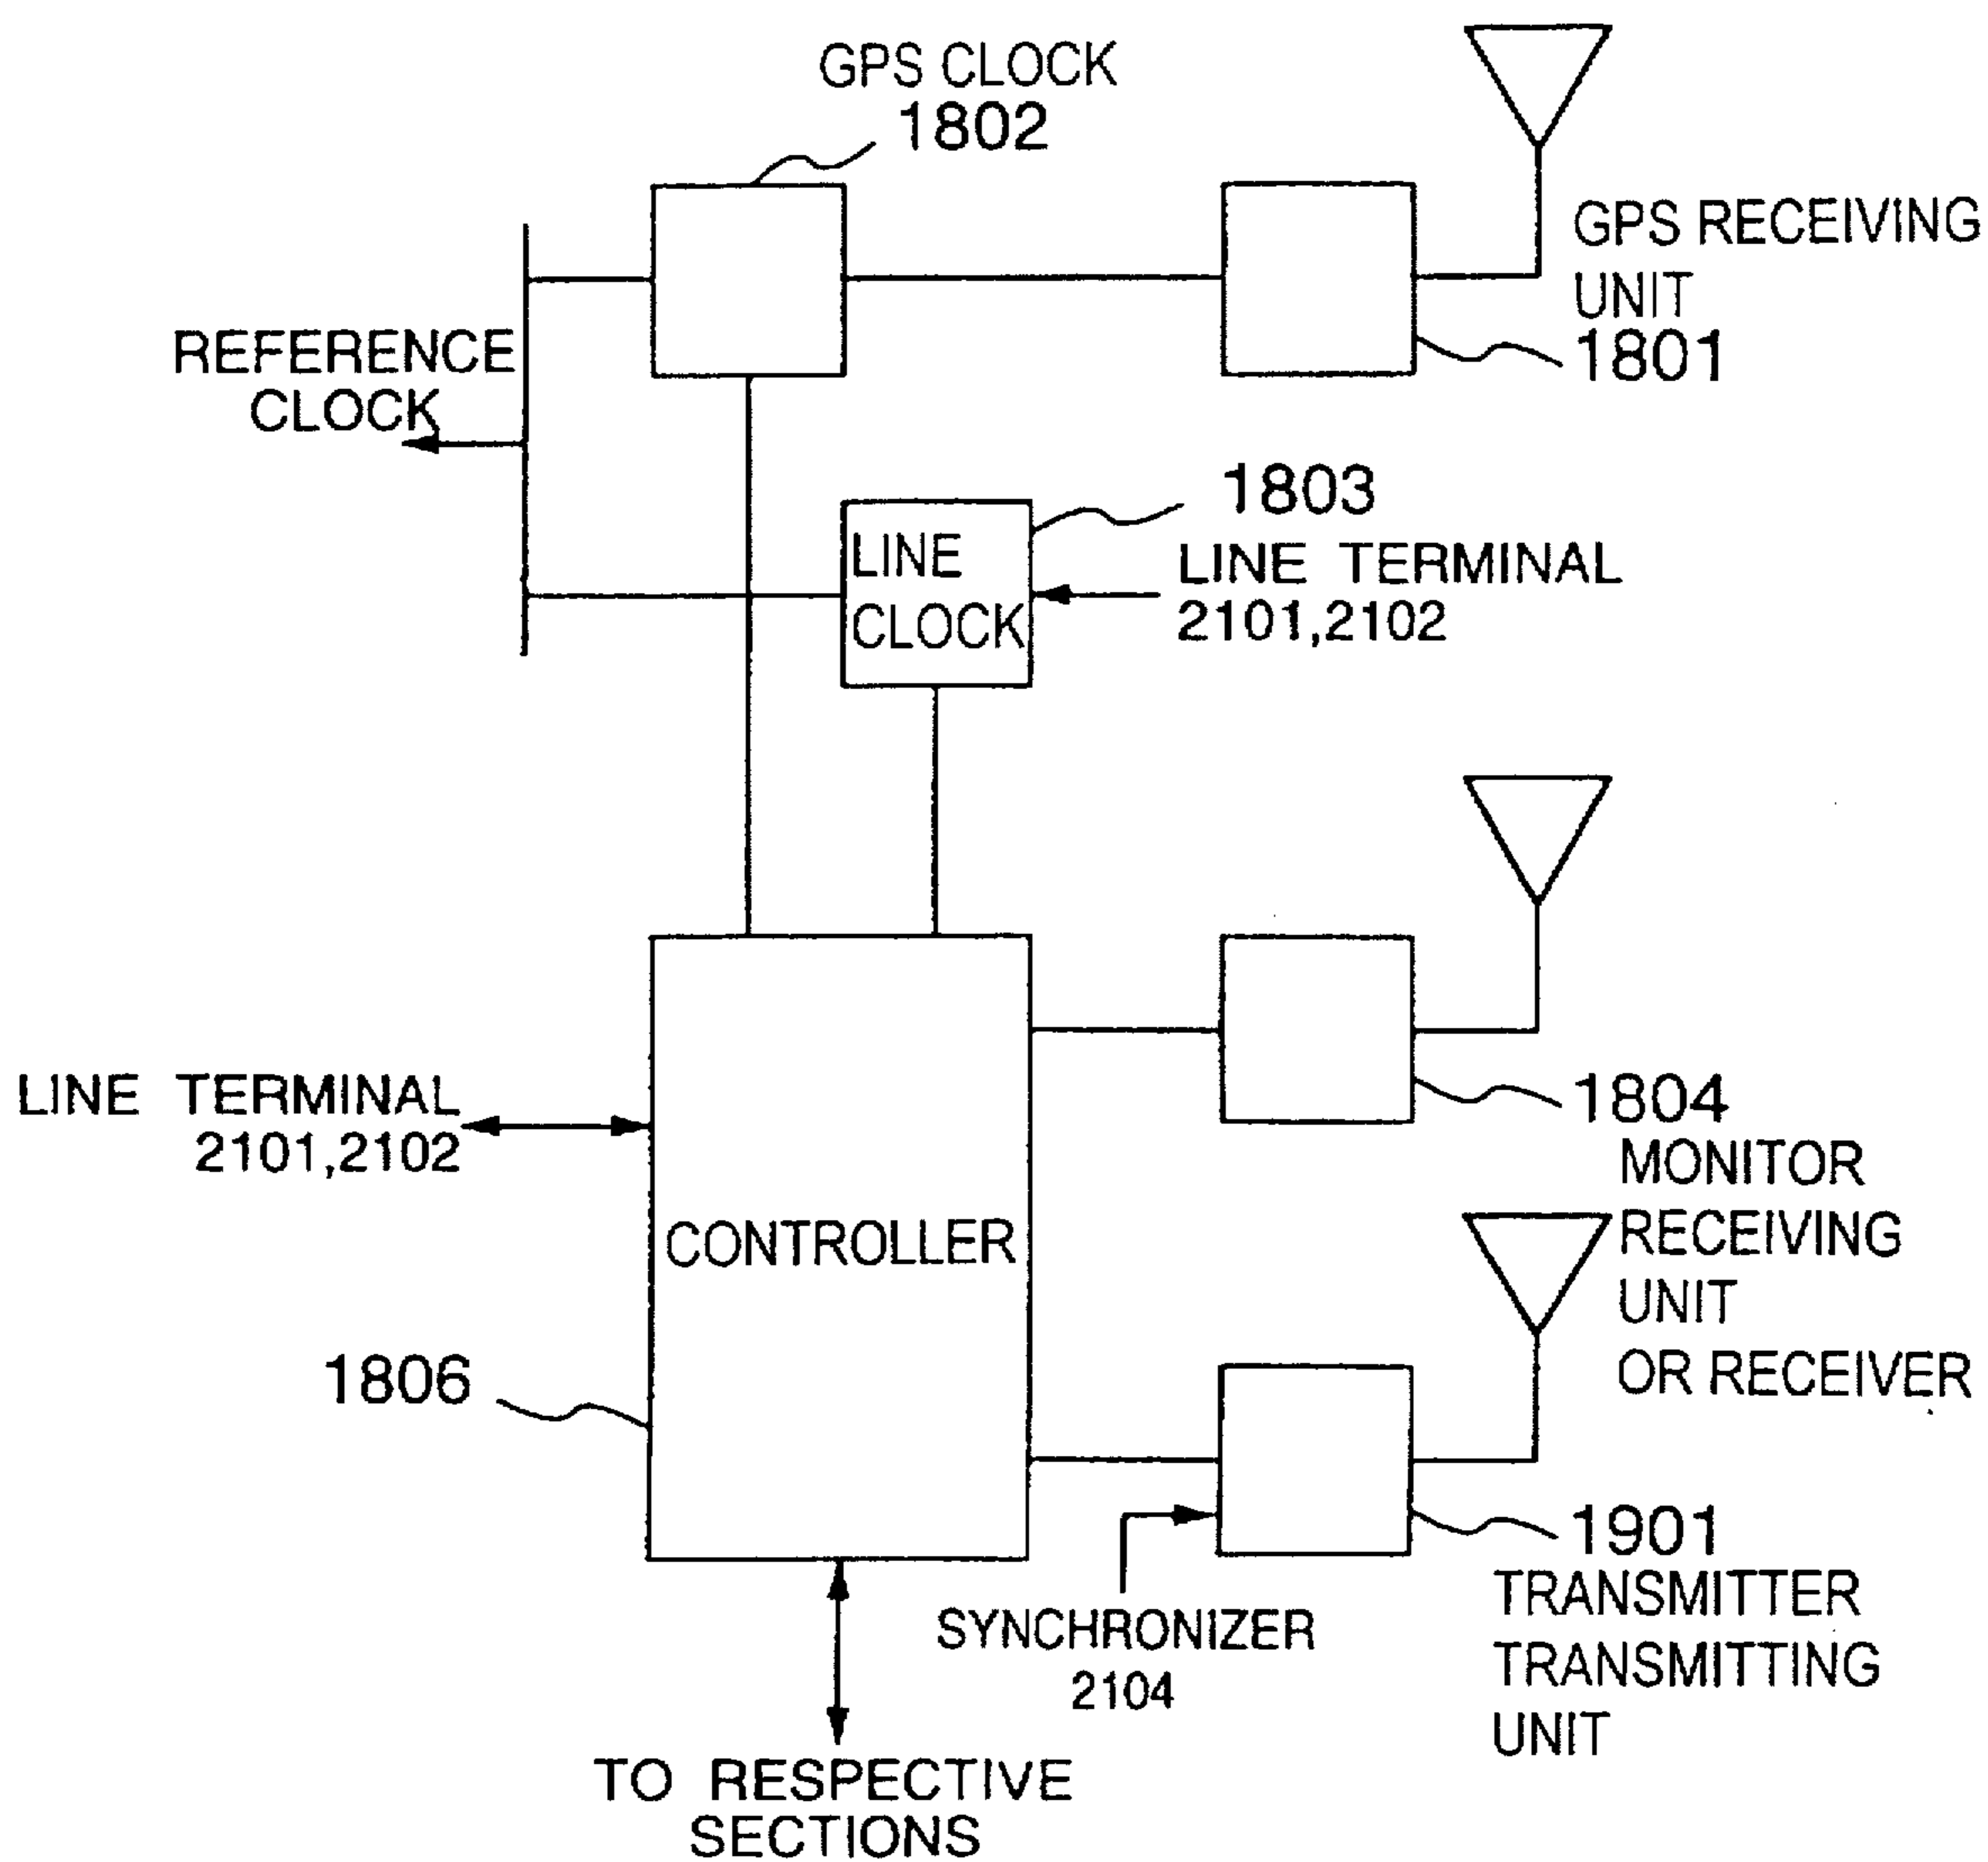 GPS CLOCK
1802
GPS RECEIVING
UNIT
1801
REFERENCE
CLOCK
1803
LINE
CLOCK
LINE TERMINAL
2101,2102
LINE TERMINAL
2101,2102
CONTROLLER
1804
MONITOR
RECEIVING
UNIT
OR RECEIVER
1806
1901
TRANSMITTER
TRANSMITTING
UNIT
SYNCHRONIZER
2104
TO RESPECTIVE
SECTIONS